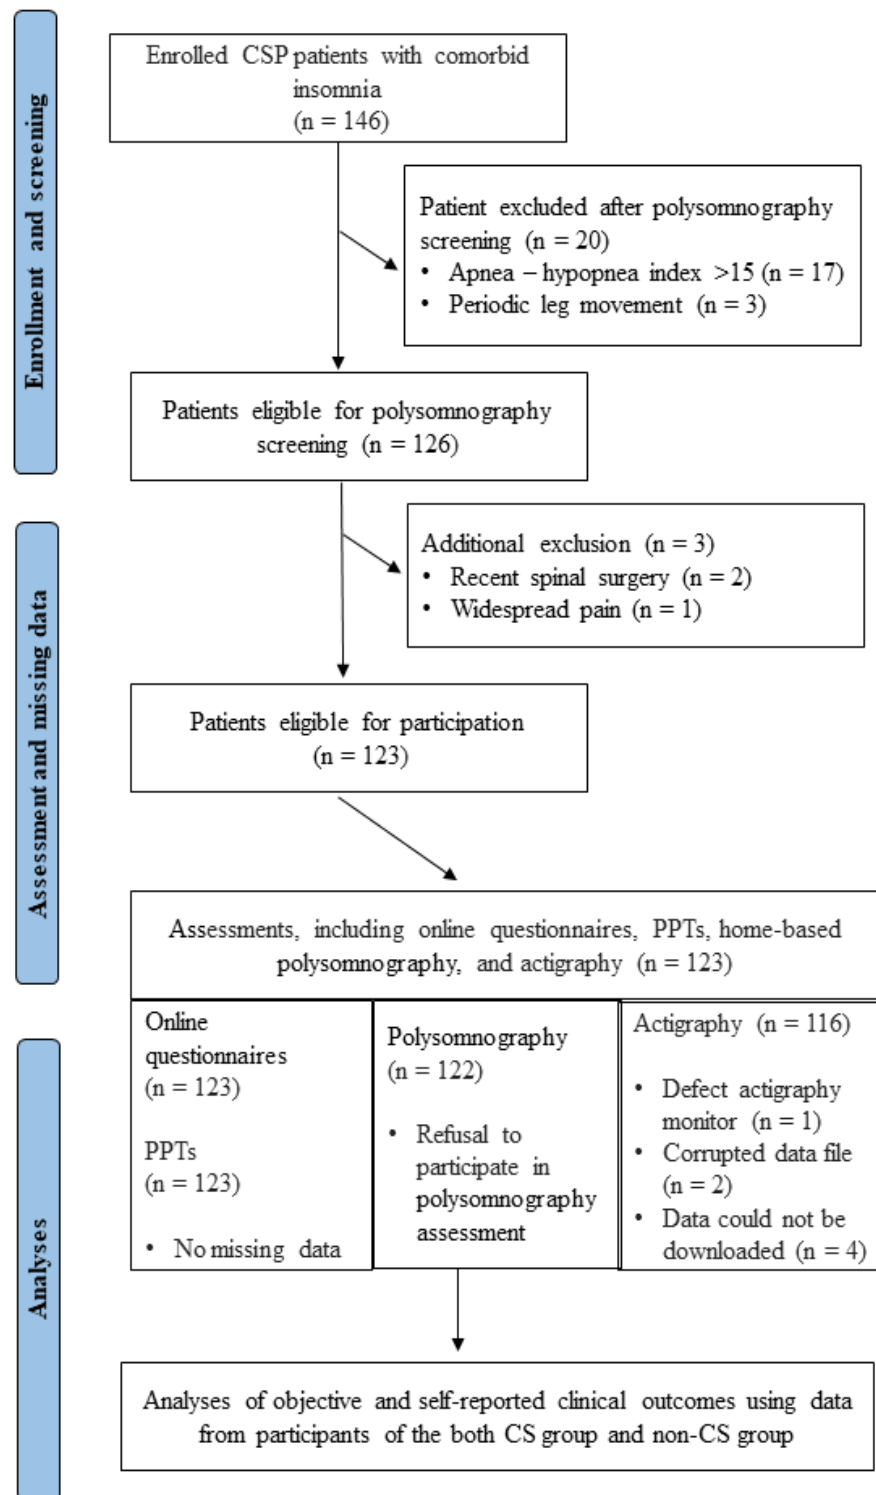 Enrollment and screening
Enrolled CSP patients with comorbid
insomnia
(n = 146)
Patient excluded after polysomnography
screening (n = 20)
• Apnea – hypopnea index >15 (n = 17)
• Periodic leg movement (n = 3)
Patients eligible for polysomnography
screening (n = 126)
Assessment and missing data
Additional exclusion (n = 3)
• Recent spinal surgery (n = 2)
• Widespread pain (n = 1)
Patients eligible for participation
(n = 123)
Assessments, including online questionnaires, PPTs, home-based
polysomnography, and actigraphy (n = 123)
Analyses
Online
questionnaires
(n = 123)
PPTs
(n = 123)
• No missing data
Polysomnography
(n = 122)
• Refusal to
participate in
polysomnography
assessment
Actigraphy (n = 116)
• Defect actigraphy
monitor (n = 1)
• Corrupted data file
(n = 2)
• Data could not be
downloaded (n = 4)
Analyses of objective and self-reported clinical outcomes using data
from participants of the both CS group and non-CS group